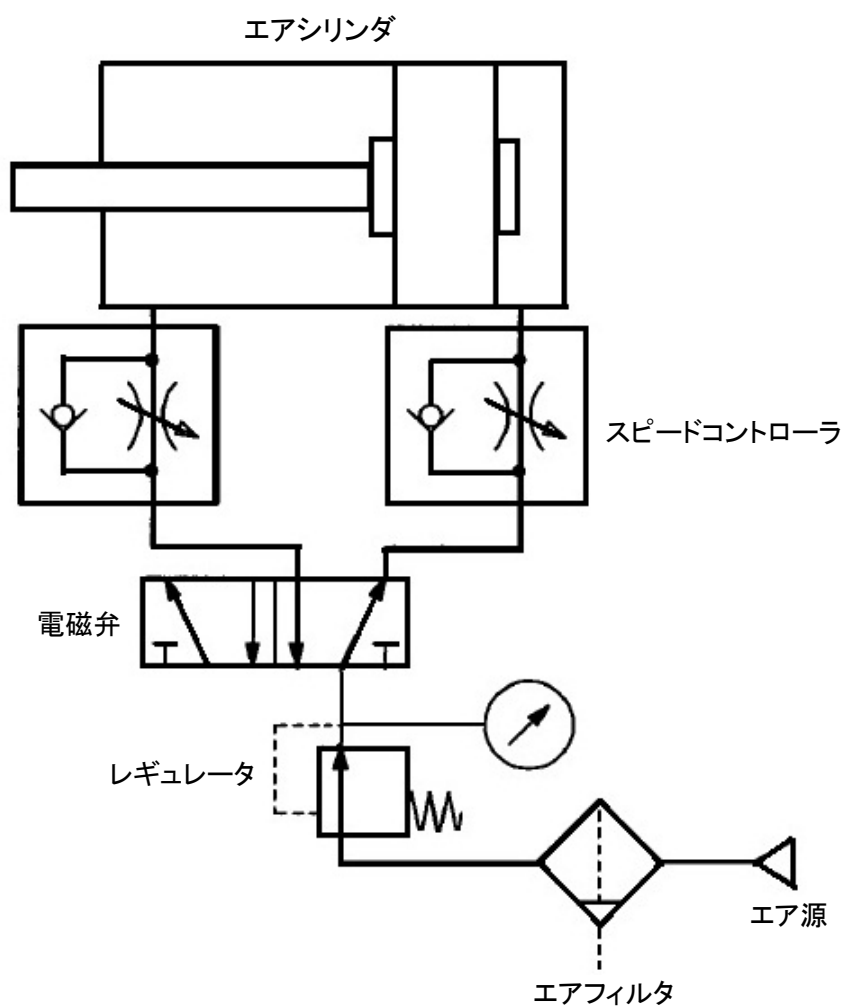 エアシリンダ
スピードコントローラ
電磁弁
レギュレータ
エア源
エアフィルタ